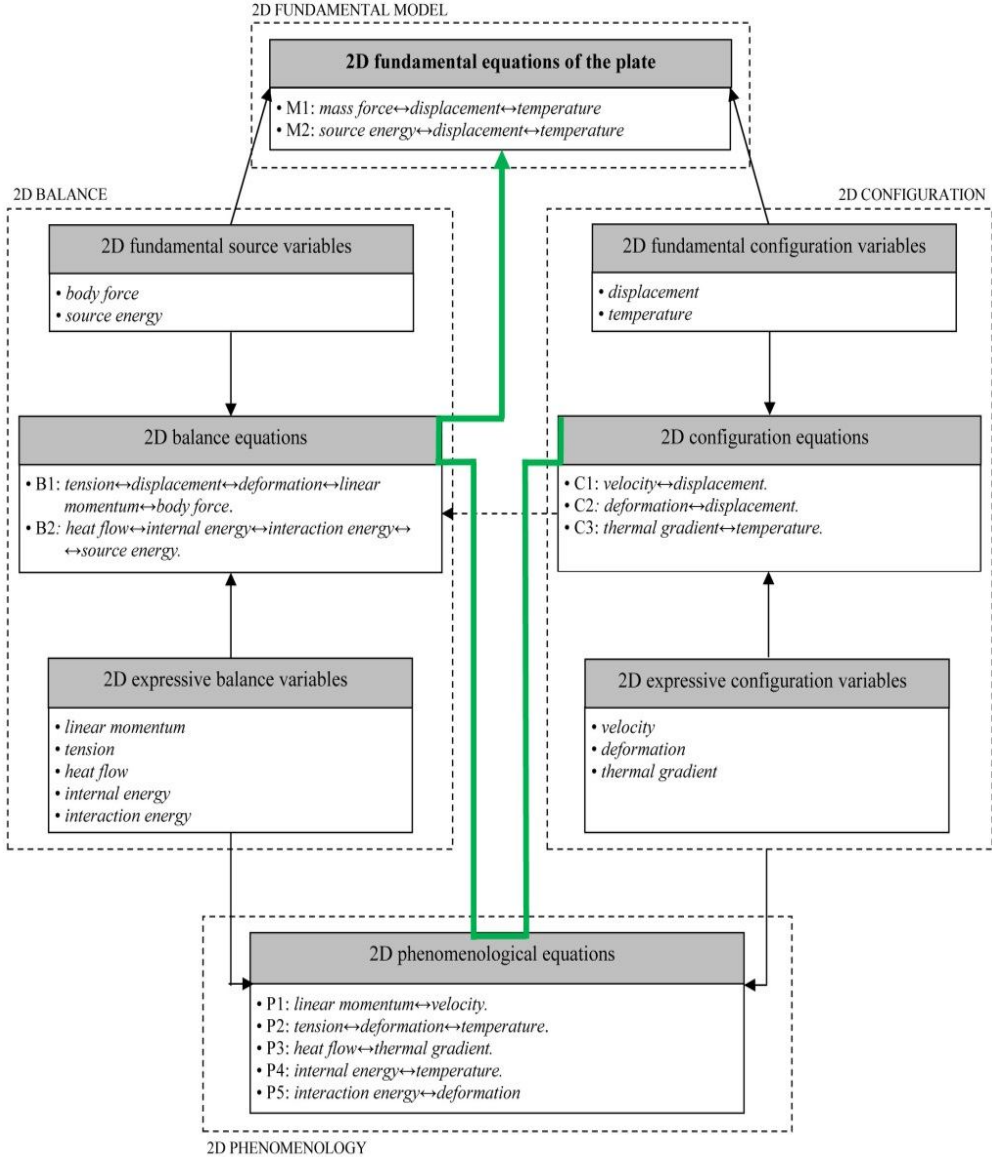 2D FUNDAMENTAL MODEL
2D fundamental equations of the plate
• M1: mass force↔displacement↔temperature
• M2: source energy↔displacement↔temperature
2D BALANCE
2D fundamental source variables
• body force
• source energy
2D balance equations
• B1: tension↔displacement↔deformation↔linear
momentum↔body force.
• B2: heat flow↔internal energy↔interaction energy↔
↔source energy.
2D expressive balance variables
• linear momentum
• tension
• heat flow
• internal energy
• interaction energy
2D CONFIGURATION
2D fundamental configuration variables
• displacement
• temperature
2D configuration equations
• C1: velocity↔displacement.
• C2: deformation↔displacement.
• C3: thermal gradient↔temperature.
2D expressive configuration variables
• velocity
• deformation
• thermal gradient
2D phenomenological equations
• P1: linear momentum↔velocity.
• P2: tension↔deformation↔temperature.
• P3: heat flow↔thermal gradient.
• P4: internal energy↔temperature.
• P5: interaction energy↔deformation
2D PHENOMENOLOGY